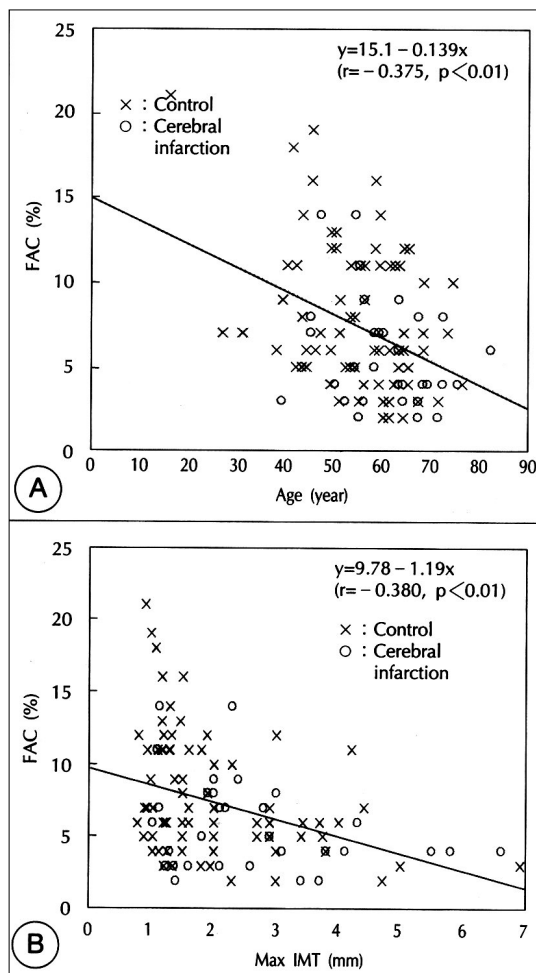 25
20
15
10
5
0
FAC (%)
y=15.1 – 0.139x
(r= – 0.375, p<0.01)
× : Control
○ : Cerebral
infarction
0 10 20 30 40 50 60 70 80 90
Age (year)
A
25
20
15
10
5
0
FAC (%)
y=9.78 – 1.19x
(r= – 0.380, p<0.01)
× : Control
○ : Cerebral
infarction
0 1 2 3 4 5 6 7
Max IMT (mm)
B